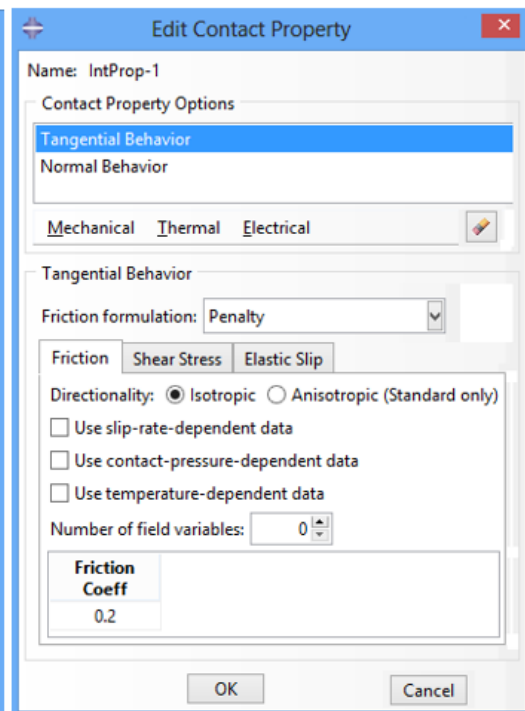 Edit Contact Property
Name: IntProp-1
Contact Property Options
Tangential Behavior
Normal Behavior
Mechanical Thermal Electrical
Tangential Behavior
Friction formulation: Penalty
Friction Shear Stress Elastic Slip
Directionality: Isotropic Anisotropic (Standard only)
Use slip-rate-dependent data
Use contact-pressure-dependent data
Use temperature-dependent data
Number of field variables: 0
Friction
Coeff
0.2
OK Cancel